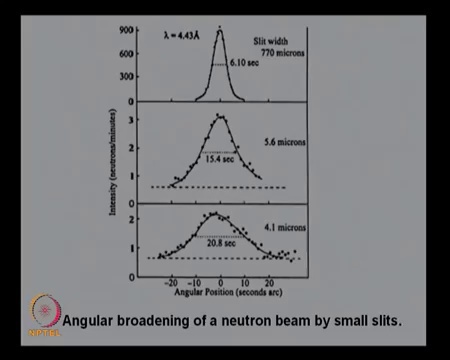 900
λ = 4.43Å
Slit width
770 microns
600
6.10 sec
300
0
3
5.6 microns
2
15.4 sec
1
0
Intensity (neutrons/minutes)
2
4.1 microns
20.8 sec
1
0
-20 -10 0 10 20
Angular Position (seconds arc)
NPTEL
Angular broadening of a neutron beam by small slits.